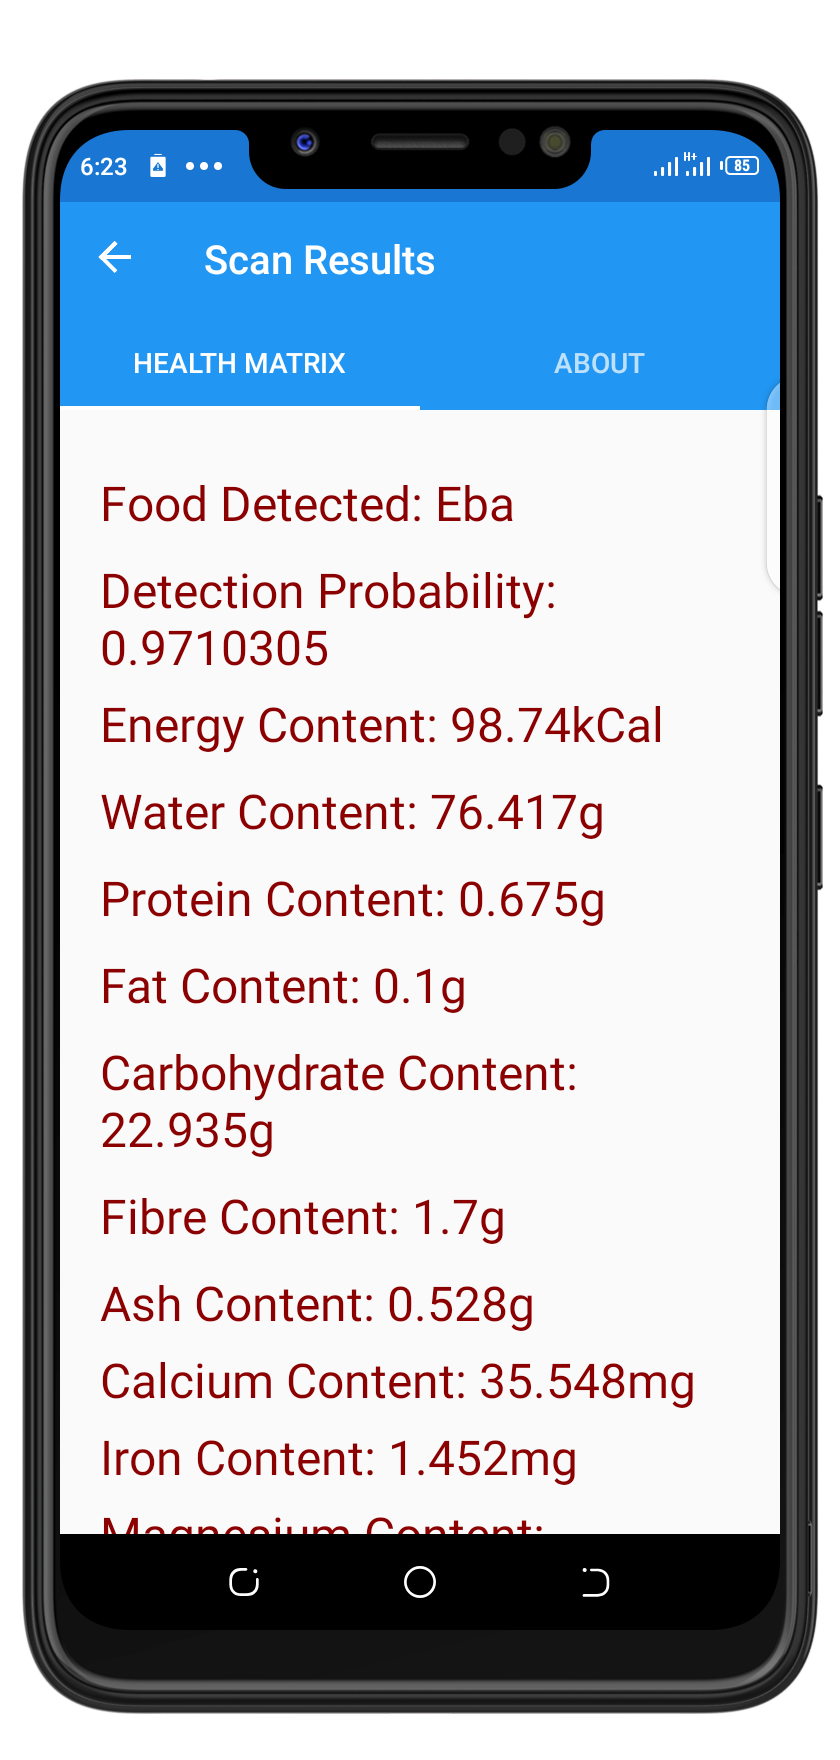 6:23 H+ 85
Scan Results
HEALTH MATRIX ABOUT
Food Detected: Eba
Detection Probability:
0.9710305
Energy Content: 98.74kCal
Water Content: 76.417g
Protein Content: 0.675g
Fat Content: 0.1g
Carbohydrate Content:
22.935g
Fibre Content: 1.7g
Ash Content: 0.528g
Calcium Content: 35.548mg
Iron Content: 1.452mg
Magnesium Content: